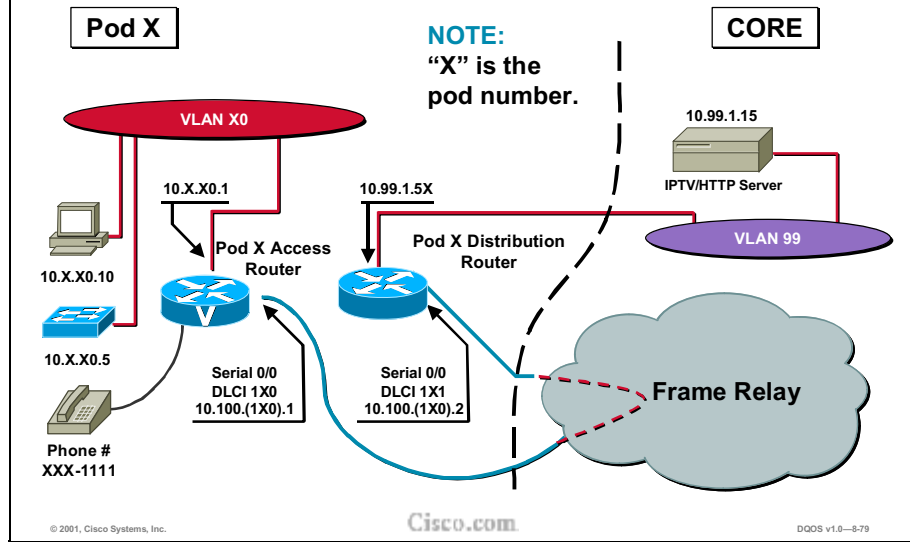 Pod X
NOTE:
“X” is the
pod number.
CORE
VLAN X0
10.99.1.15
IPTV/HTTP Server
10.X.X0.1
10.99.1.5X
VLAN 99
Pod X Access
Router
Pod X Distribution
Router
10.X.X0.10
V
10.X.X0.5
Serial 0/0
DLCI 1X0
10.100.(1X0).1
Serial 0/0
DLCI 1X1
10.100.(1X0).2
Frame Relay
Phone #
XXX-1111
© 2001, Cisco Systems, Inc.
Cisco.com
DQOS v1.0—8-79